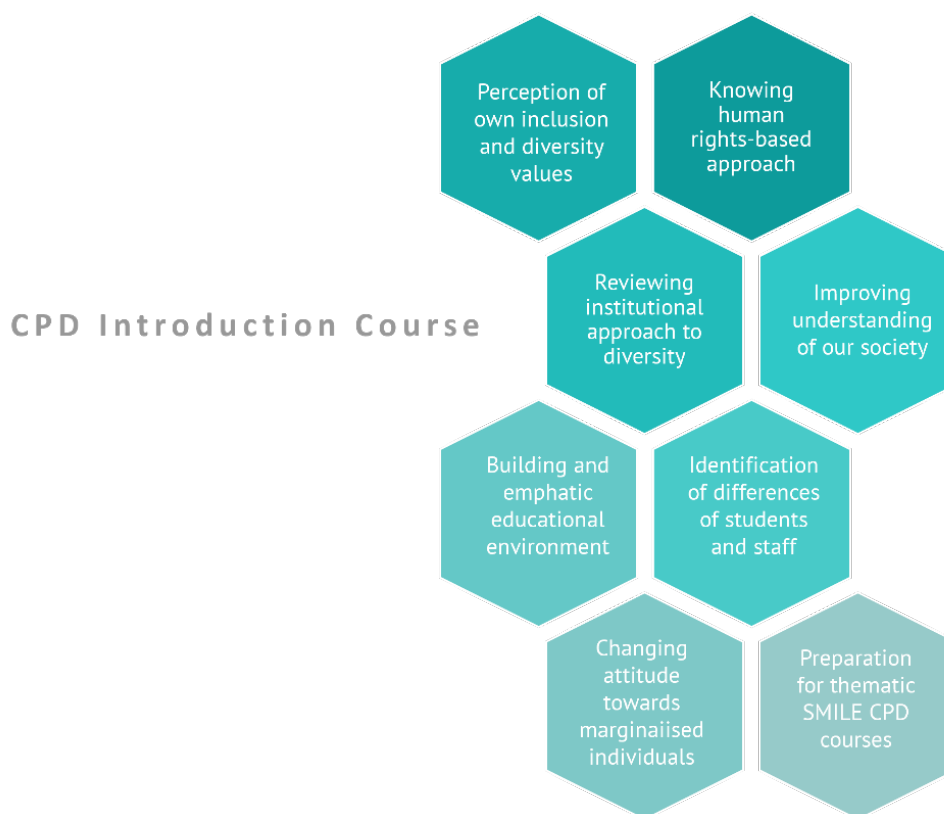 Perception of
own inclusion
and diversity
values
Knowing
human
rights-based
approach
Reviewing
institutional
approach to
diversity
Improving
understanding
of our society
CPD Introduction Course
Building and
emphatic
educational
environment
Identification
of differences
of students
and staff
Changing
attitude
towards
marginaiised
individuals
Preparation
for thematic
SMILE CPD
courses